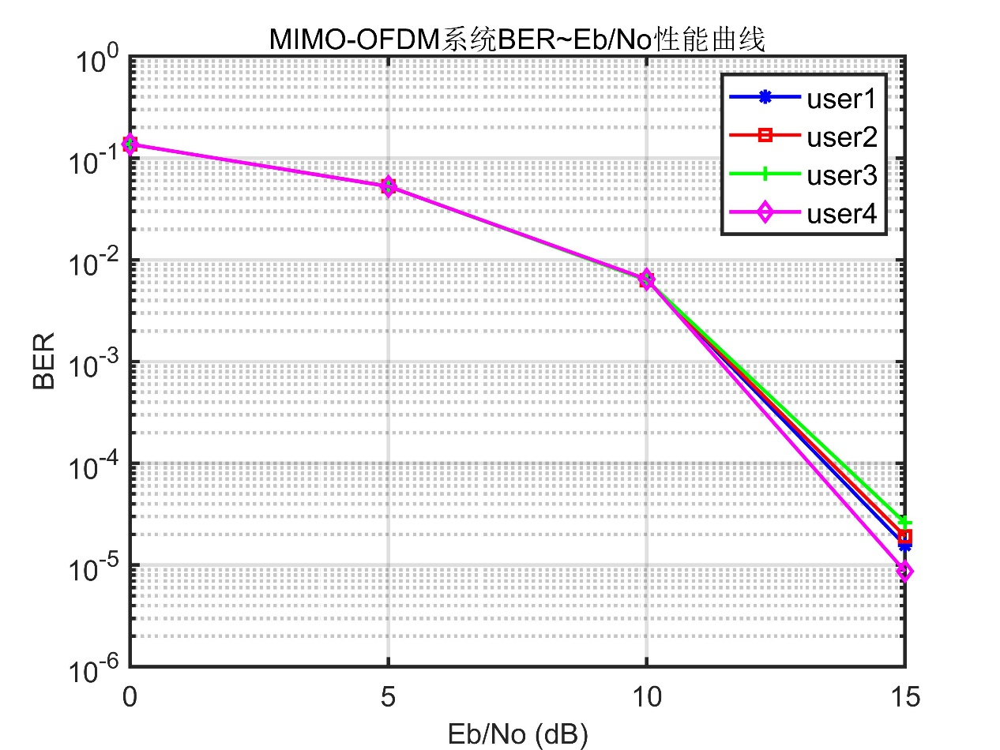 MIMO-OFDM系统BER~Eb/No性能曲线
10^0
10^-1
10^-2
10^-3
10^-4
10^-5
10^-6
BER
user1
user2
user3
user4
0 5 10 15
Eb/No (dB)